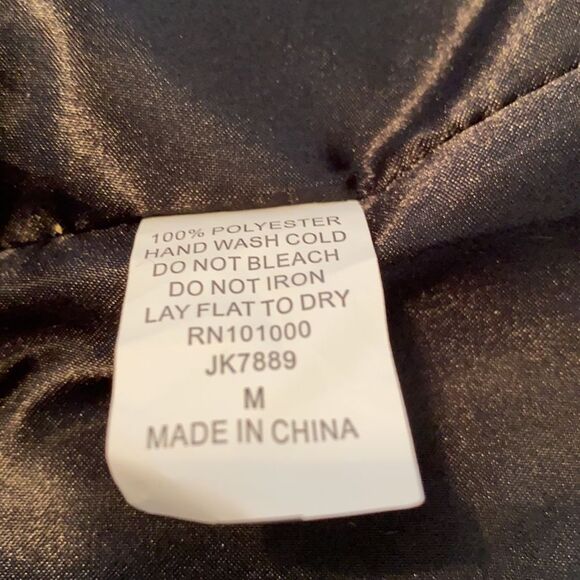 100% POLYESTER
HAND WASH COLD
DO NOT BLEACH
DO NOT IRON
LAY FLAT TO DRY
RN101000
JK7889
M
MADE IN CHINA